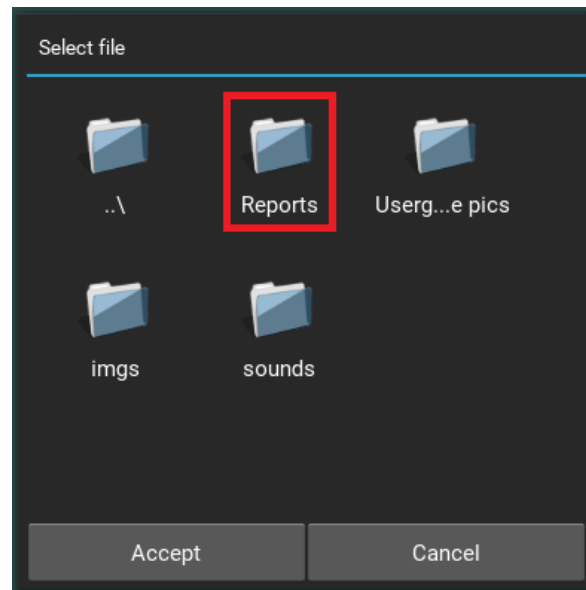 Select file
..\
Reports
Userg...e pics
imgs
sounds
Accept
Cancel